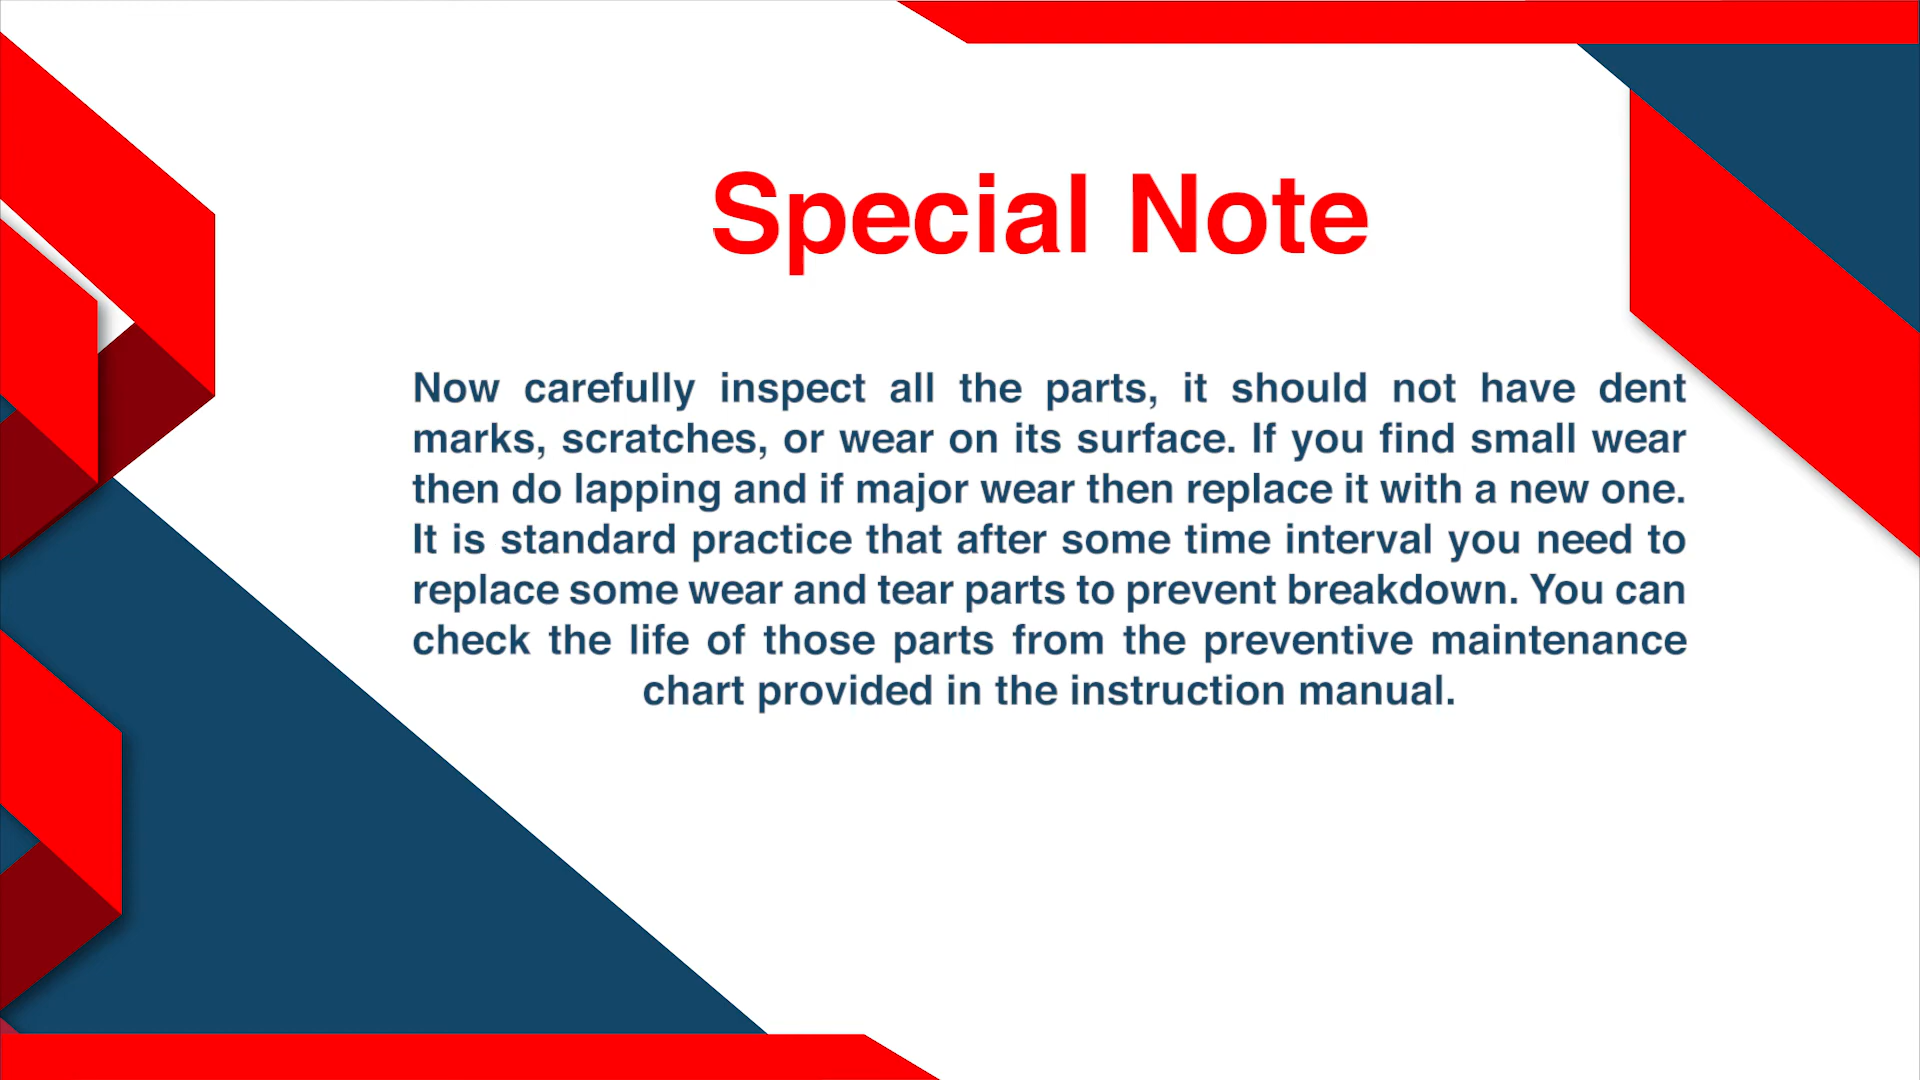 Special Note
Now carefully inspect all the parts, it should not have dent
marks, scratches, or wear on its surface. If you find small wear
then do lapping and if major wear then replace it with a new one.
It is standard practice that after some time interval you need to
replace some wear and tear parts to prevent breakdown. You can
check the life of those parts from the preventive maintenance
chart provided in the instruction manual.